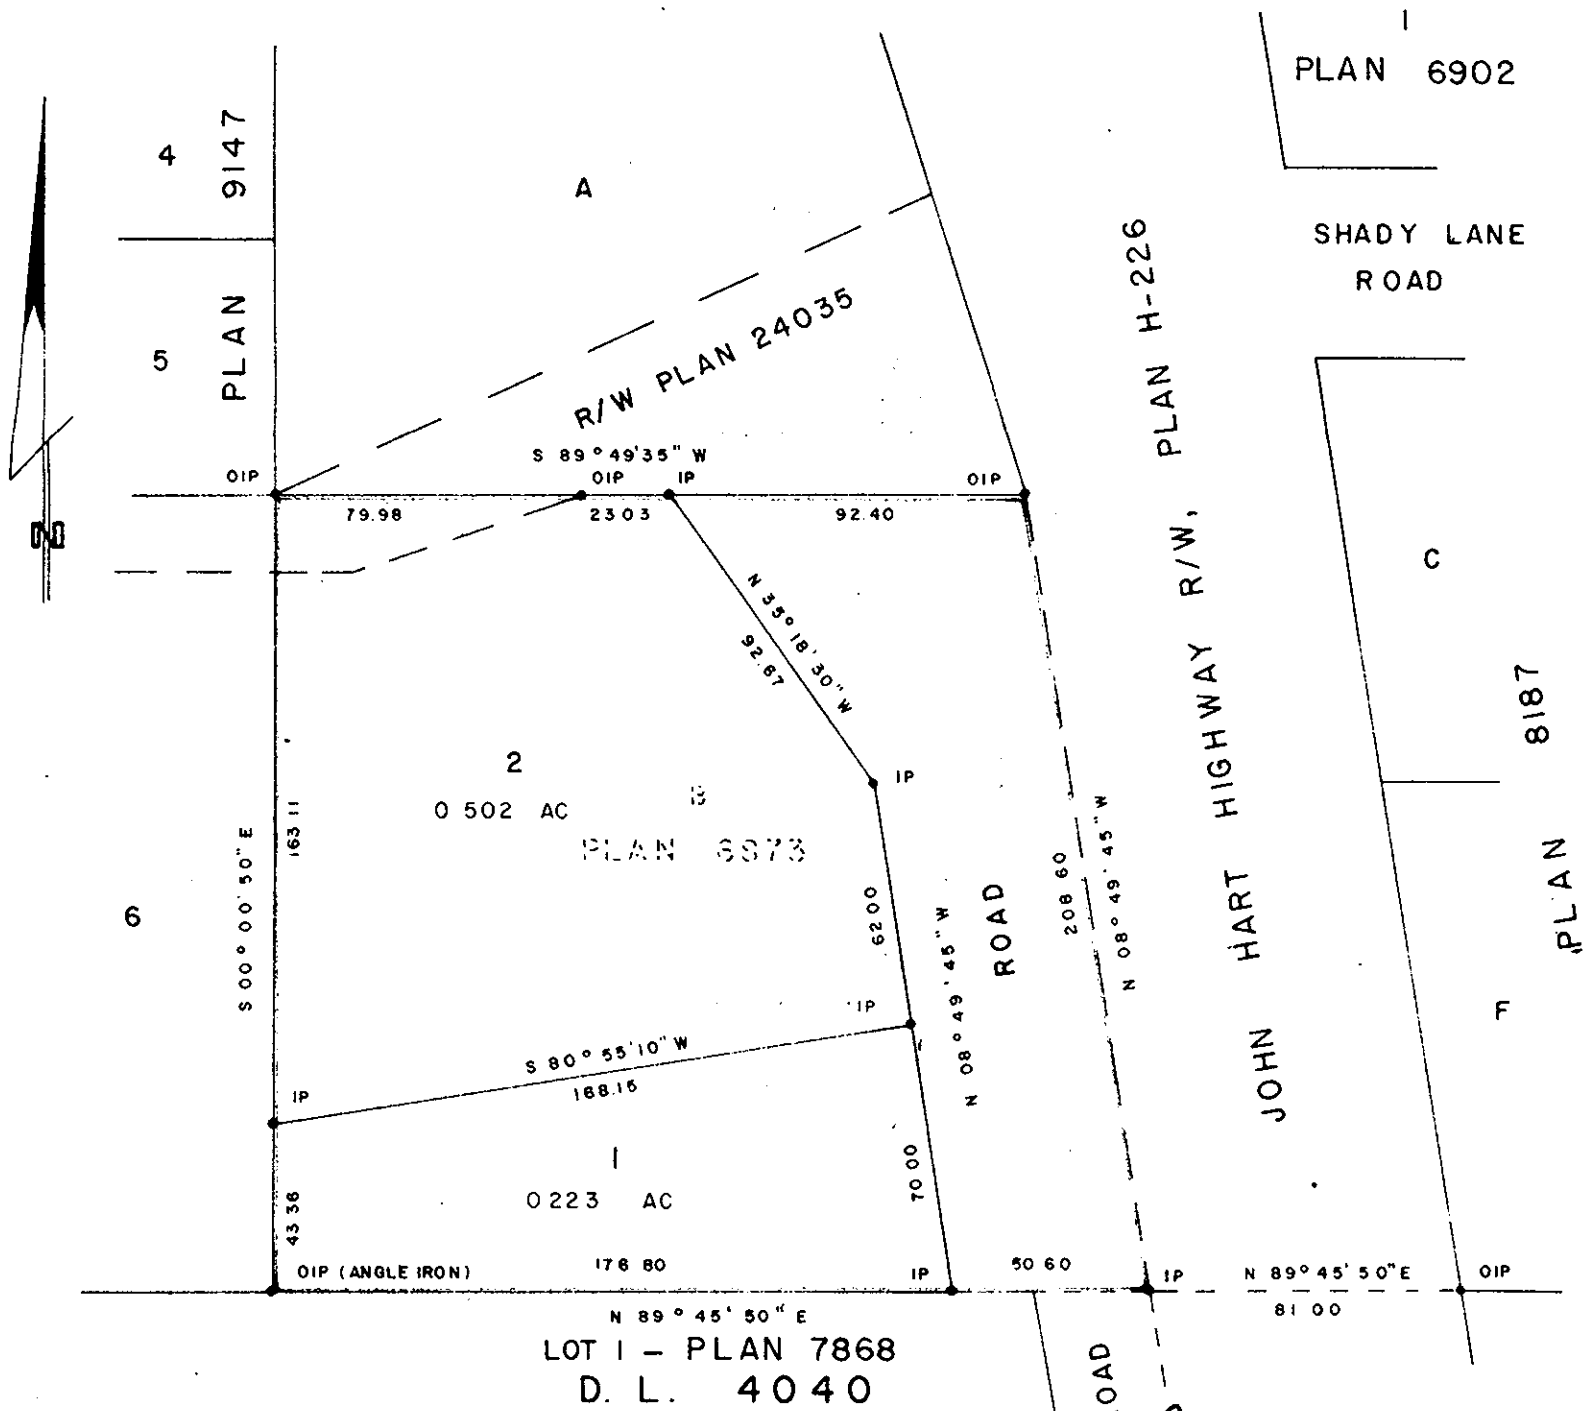 1
PLAN 6902
4
PLAN 9147
A
SHADY LANE
ROAD
5
R/W PLAN 24035
JOHN HART HIGHWAY R/W, PLAN H-226
S 89° 49' 35" W
OIP
OIP
IP
OIP
79.98
23 03
92.40
N
C
N 35° 18' 30" W
92.67
PLAN 8187
IP
2
0 502 AC
B
163 11
S 00° 00' 50" E
62 00
ROAD
208 60
N 08° 49' 45" W
N 08° 49' 45" W
6
F
IP
S 80° 55' 10" W
168.15
IP
1
0 223 AC
70 00
43 36
OIP (ANGLE IRON)
176 80
IP
50 60
IP
N 89° 45' 50" E
OIP
81 00
N 89° 45' 50" E
LOT 1 – PLAN 7868
D. L. 4040